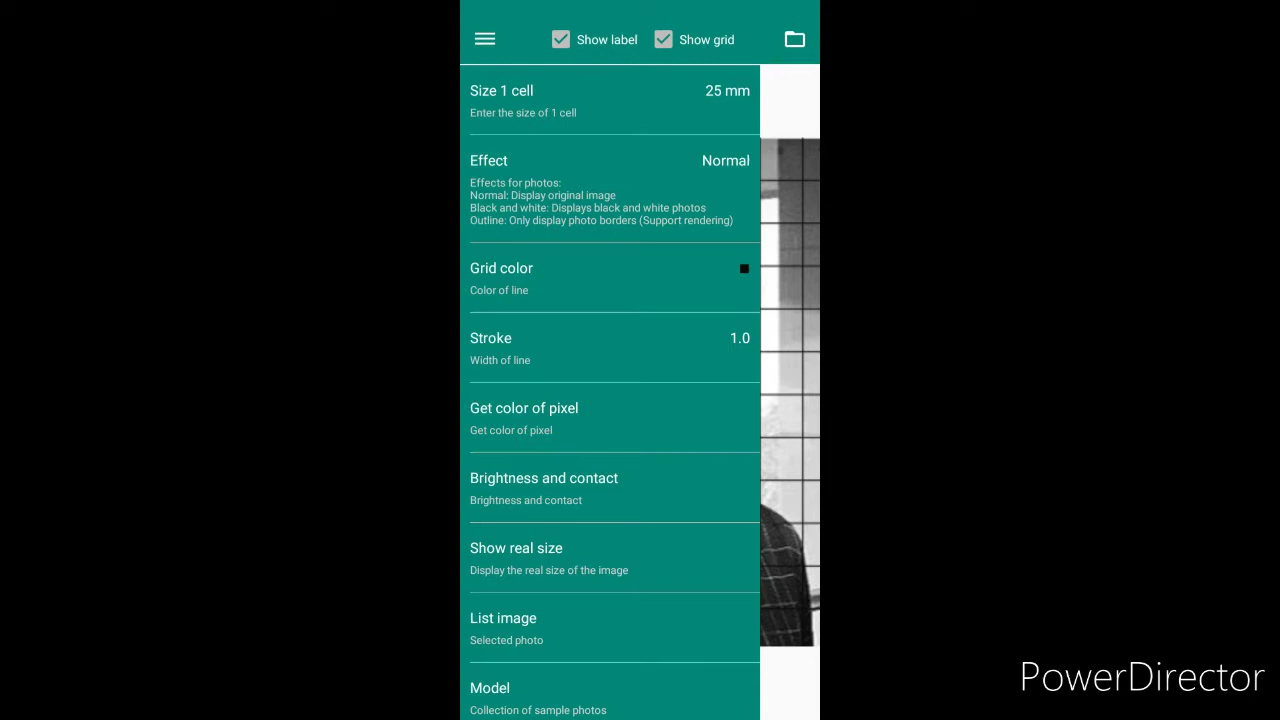 Show label Show grid
Size 1 cell 25 mm
Enter the size of 1 cell
Effect Normal
Effects for photos:
Normal: Display original image
Black and white: Displays black and white photos
Outline: Only display photo borders (Support rendering)
Grid color
Color of line
Stroke 1.0
Width of line
Get color of pixel
Get color of pixel
Brightness and contact
Brightness and contact
Show real size
Display the real size of the image
List image
Selected photo
Model
Collection of sample photos
PowerDirector